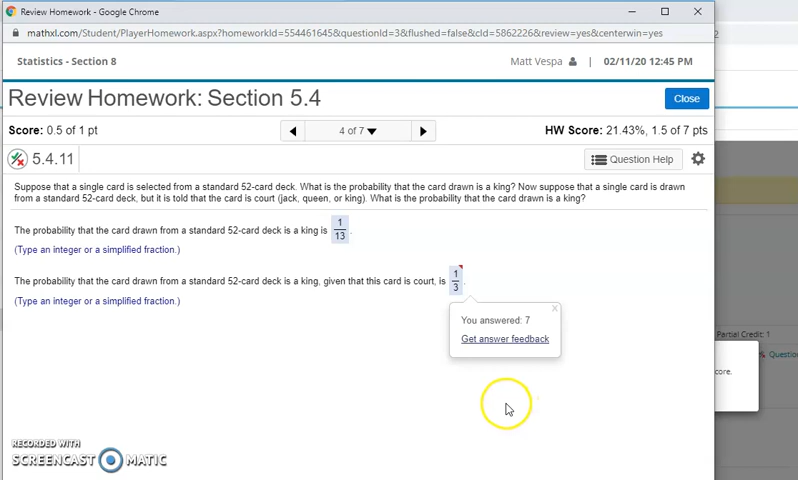 Review Homework - Google Chrome
mathxl.com/Student/PlayerHomework.aspx?homeworkId=554461645&questionId=3&flushed=false&cId=5862226&review=yes&centerwin=yes
2
Statistics - Section 8
Matt Vespa | 02/11/20 12:45 PM
Review Homework: Section 5.4
Close
Score: 0.5 of 1 pt
4 of 7
HW Score: 21.43%, 1.5 of 7 pts
5.4.11
Question Help
Suppose that a single card is selected from a standard 52-card deck. What is the probability that the card drawn is a king? Now suppose that a single card is drawn
from a standard 52-card deck, but it is told that the card is court (jack, queen, or king). What is the probability that the card drawn is a king?
The probability that the card drawn from a standard 52-card deck is a king is 1/13.
(Type an integer or a simplified fraction.)
The probability that the card drawn from a standard 52-card deck is a king, given that this card is court, is 1/3.
(Type an integer or a simplified fraction.)
x
You answered: 7
Get answer feedback
Partial Credit: 1
% Questio
core.
RECORDED WITH
SCREENCAST MATIC